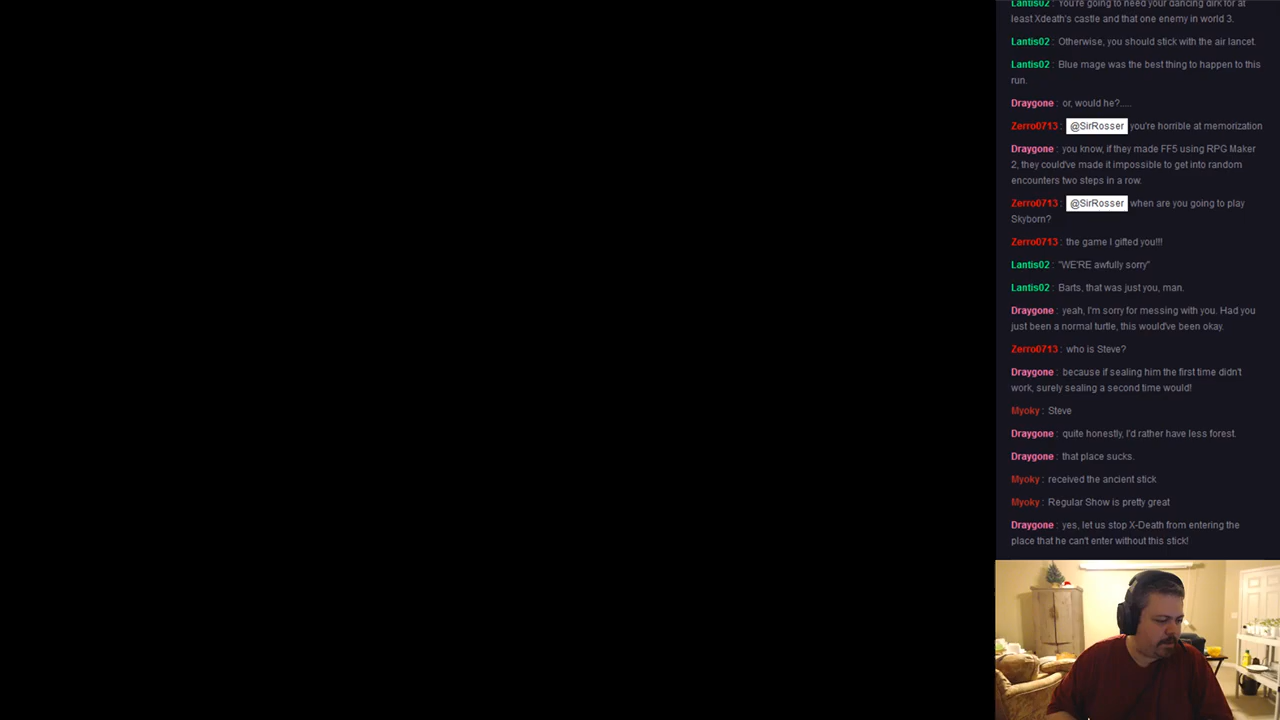 Lantis02 : You're going to need your dancing dirk for at
least Xdeath's castle and that one enemy in world 3.
Lantis02 : Otherwise, you should stick with the air lancet.
Lantis02 : Blue mage was the best thing to happen to this
run.
Draygone : or, would he?.....
Zerro0713 : @SirRosser you're horrible at memorization
Draygone : you know, if they made FF5 using RPG Maker
2, they could've made it impossible to get into random
encounters two steps in a row.
Zerro0713 : @SirRosser when are you going to play
Skyborn?
Zerro0713 : the game I gifted you!!!
Lantis02 : "WE'RE awfully sorry"
Lantis02 : Barts, that was just you, man.
Draygone : yeah, I'm sorry for messing with you. Had you
just been a normal turtle, this would've been okay.
Zerro0713 : who is Steve?
Draygone : because if sealing him the first time didn't
work, surely sealing a second time would!
Myoky : Steve
Draygone : quite honestly, I'd rather have less forest.
Draygone : that place sucks.
Myoky : received the ancient stick
Myoky : Regular Show is pretty great
Draygone : yes, let us stop X-Death from entering the
place that he can't enter without this stick!